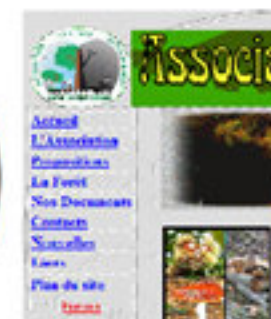 Associa
Accueil
L'Association
Propositions
La Forêt
Nos Documents
Contacts
Nouvelles
Liens
Plan du site